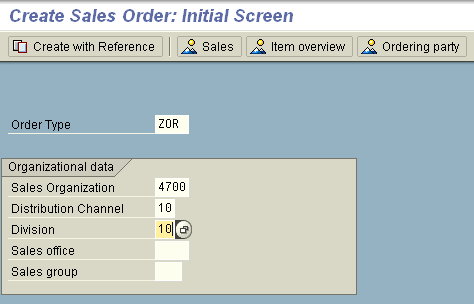 Create Sales Order: Initial Screen
Create with Reference Sales Item overview Ordering party
Order Type ZOR
Organizational data
Sales Organization 4700
Distribution Channel 10
Division 10
Sales office
Sales group